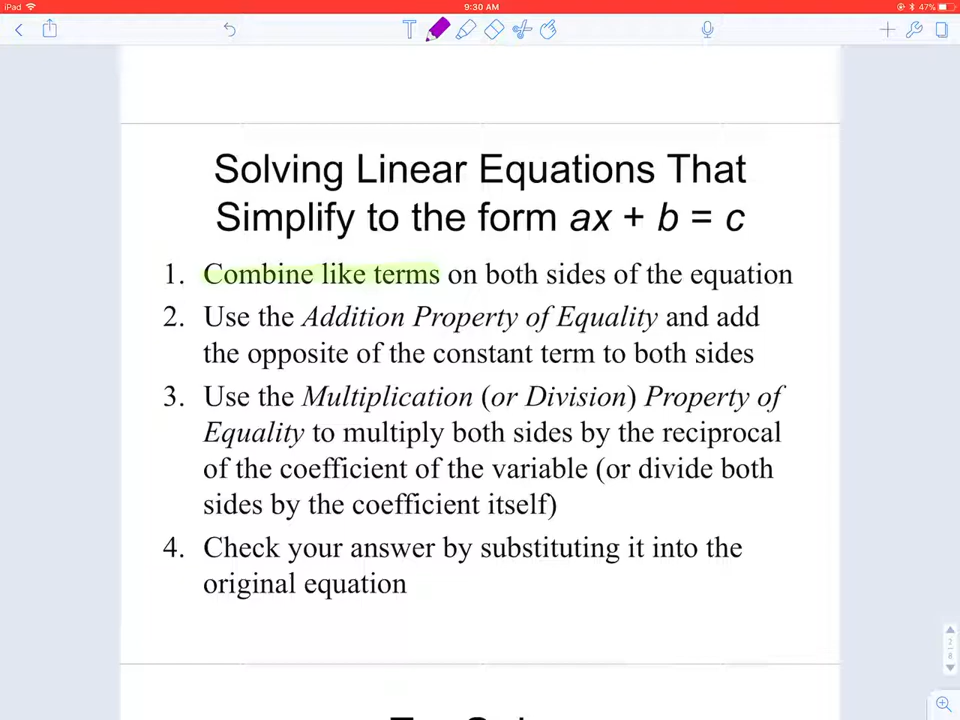 iPad
9:30 AM
47%
T
Solving Linear Equations That
Simplify to the form ax + b = c
1. Combine like terms on both sides of the equation
2. Use the Addition Property of Equality and add
the opposite of the constant term to both sides
3. Use the Multiplication (or Division) Property of
Equality to multiply both sides by the reciprocal
of the coefficient of the variable (or divide both
sides by the coefficient itself)
4. Check your answer by substituting it into the
original equation
2
8